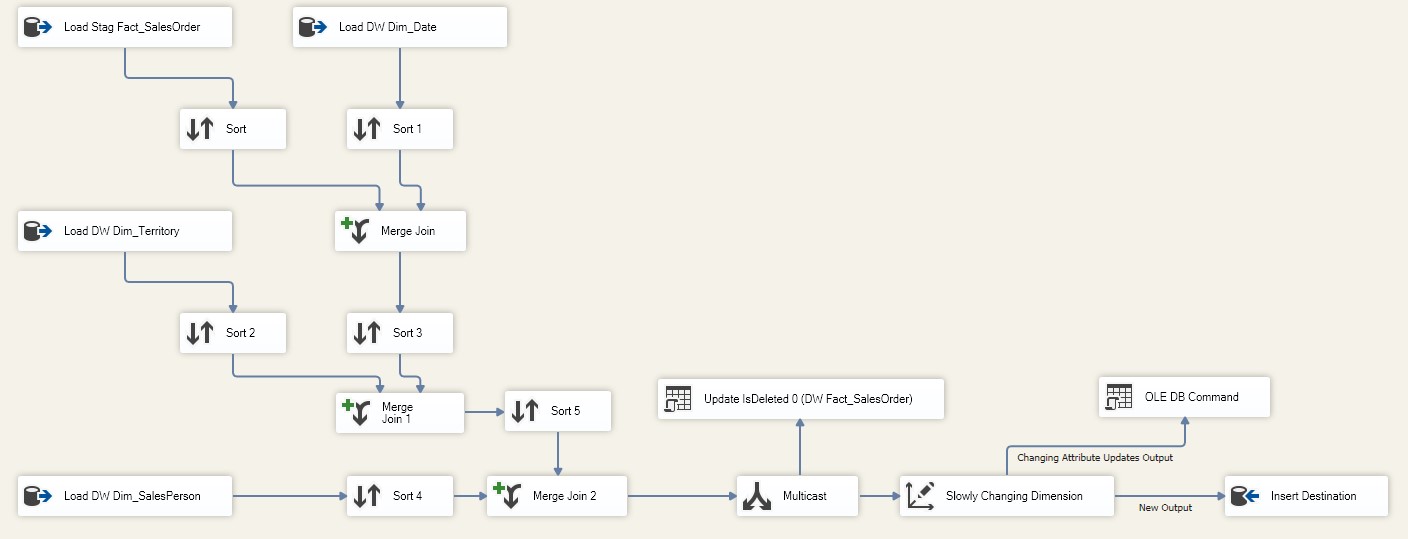 Load Stag Fact_SalesOrder
Load DW Dim_Date
Sort
Sort 1
Load DW Dim_Territory
Merge Join
Sort 2
Sort 3
Merge
Join 1
Sort 5
Update IsDeleted 0 (DW Fact_SalesOrder)
OLE DB Command
Changing Attribute Updates Output
Load DW Dim_SalesPerson
Sort 4
Merge Join 2
Multicast
Slowly Changing Dimension
New Output
Insert Destination